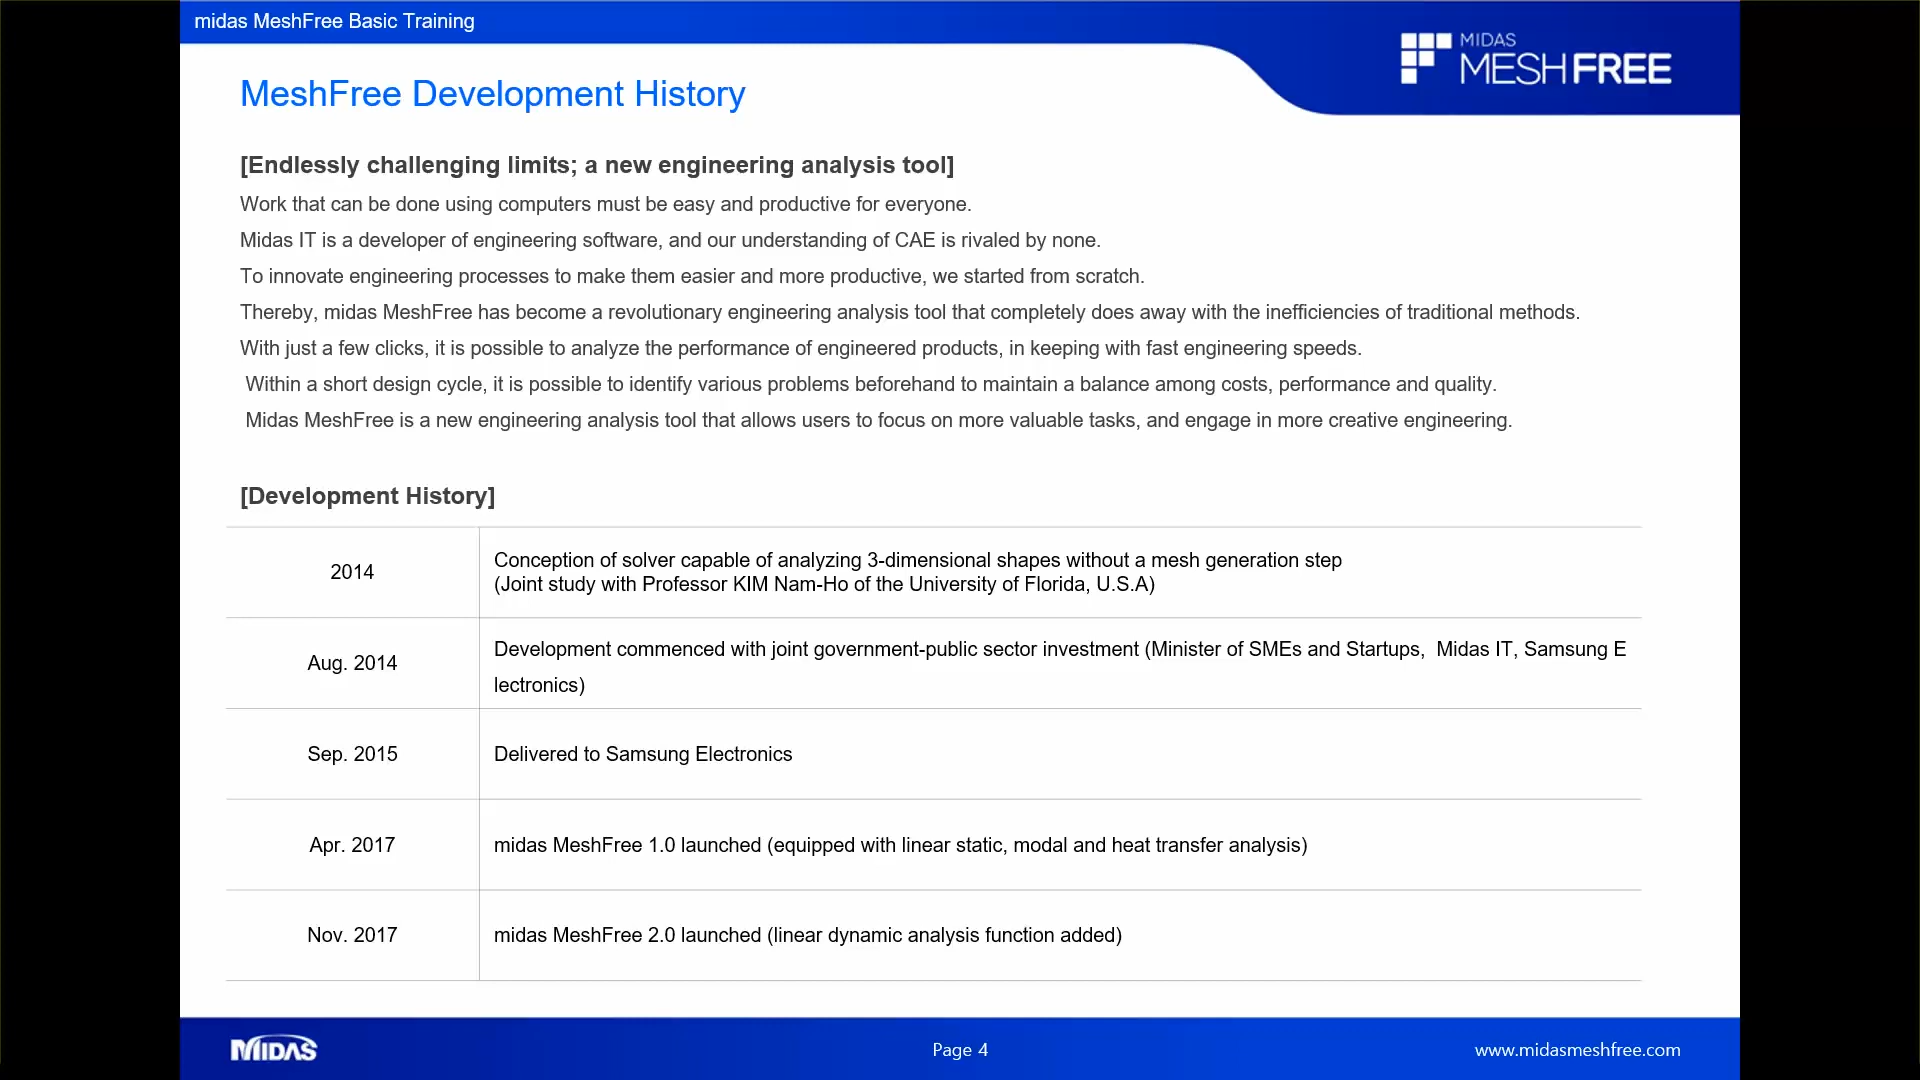 midas MeshFree Basic Training
MIDAS
MESHFREE
MeshFree Development History
[Endlessly challenging limits; a new engineering analysis tool]
Work that can be done using computers must be easy and productive for everyone.
Midas IT is a developer of engineering software, and our understanding of CAE is rivaled by none.
To innovate engineering processes to make them easier and more productive, we started from scratch.
Thereby, midas MeshFree has become a revolutionary engineering analysis tool that completely does away with the inefficiencies of traditional methods.
With just a few clicks, it is possible to analyze the performance of engineered products, in keeping with fast engineering speeds.
Within a short design cycle, it is possible to identify various problems beforehand to maintain a balance among costs, performance and quality.
Midas MeshFree is a new engineering analysis tool that allows users to focus on more valuable tasks, and engage in more creative engineering.
[Development History]
2014
Conception of solver capable of analyzing 3-dimensional shapes without a mesh generation step
(Joint study with Professor KIM Nam-Ho of the University of Florida, U.S.A)
Aug. 2014
Development commenced with joint government-public sector investment (Minister of SMEs and Startups, Midas IT, Samsung E
lectronics)
Sep. 2015
Delivered to Samsung Electronics
Apr. 2017
midas MeshFree 1.0 launched (equipped with linear static, modal and heat transfer analysis)
Nov. 2017
midas MeshFree 2.0 launched (linear dynamic analysis function added)
MIDAS
Page 4
www.midasmeshfree.com